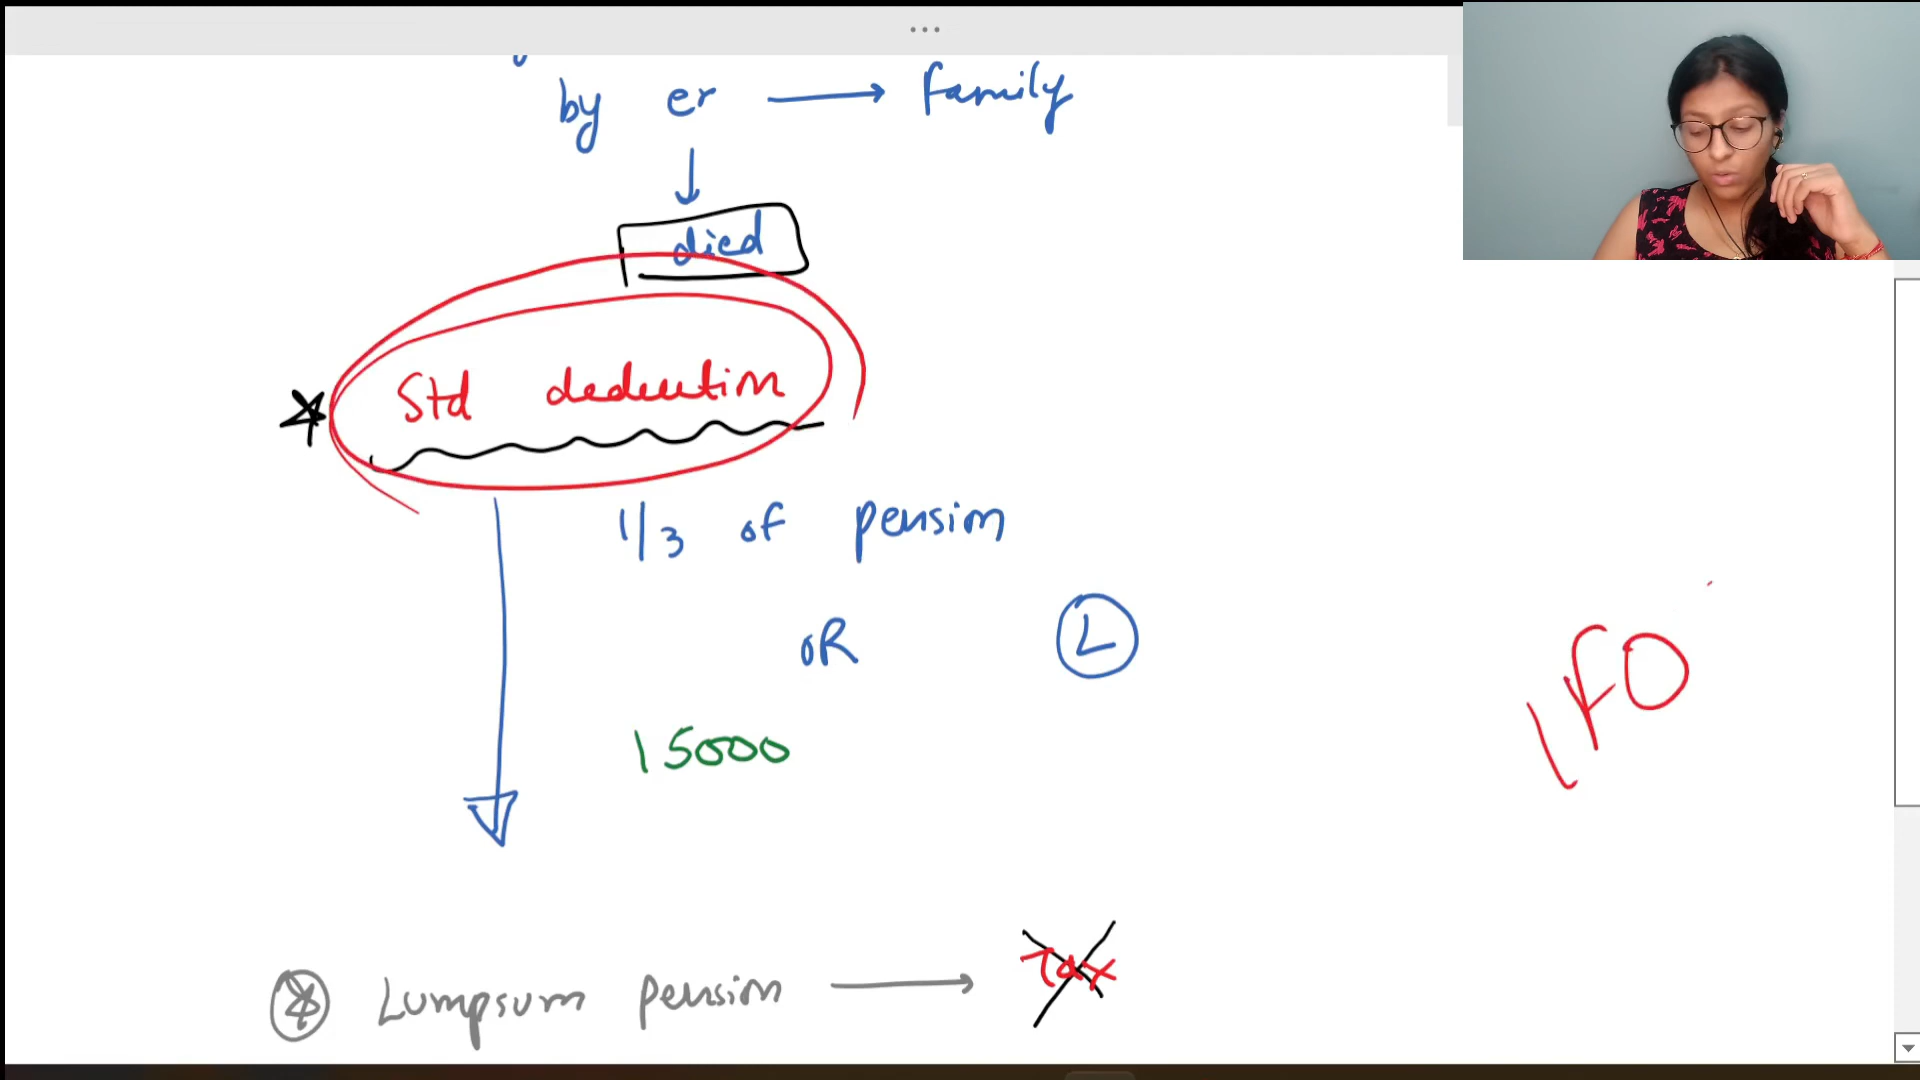 by er → family
↓
died
Std deduction
1/3 of pension
OR L
15000
IFO
Lumpsum pension → Tax